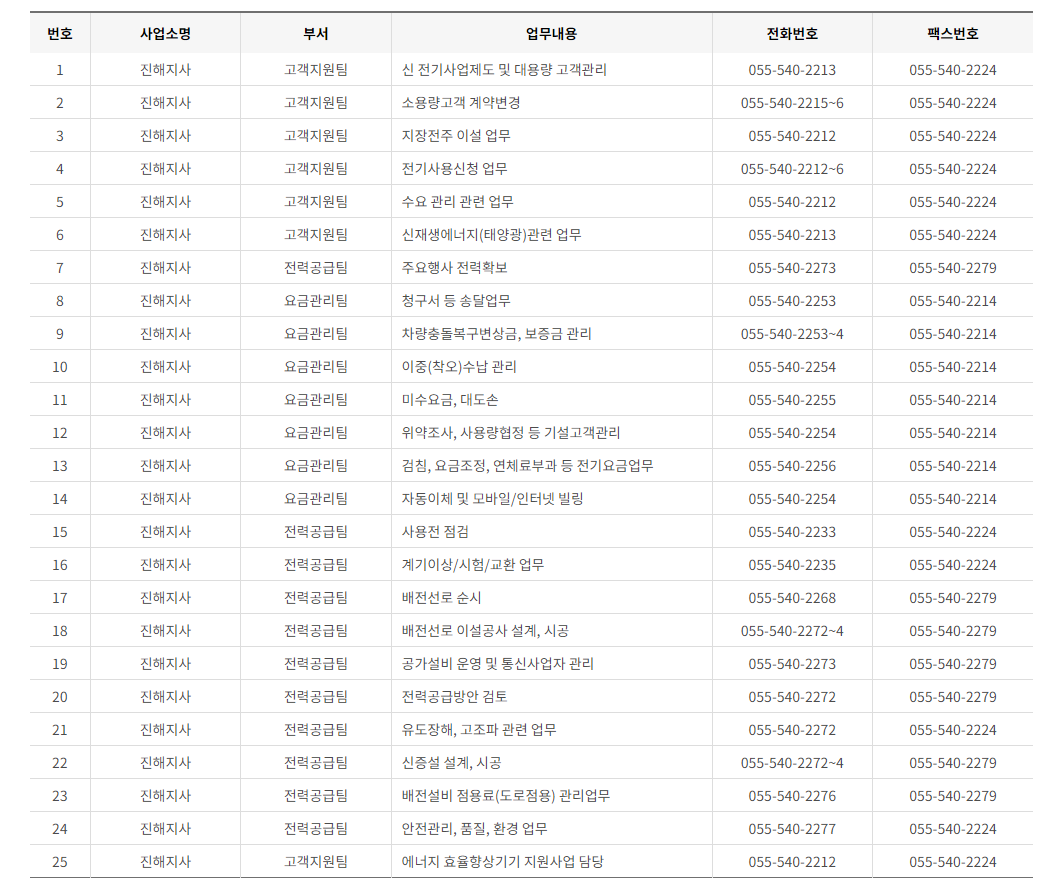 번호 사업소명 부서 업무내용 전화번호 팩스번호
1 진해지사 고객지원팀 신 전기사업제도 및 대용량 고객관리 055-540-2213 055-540-2224
2 진해지사 고객지원팀 소용량고객 계약변경 055-540-2215~6 055-540-2224
3 진해지사 고객지원팀 지장전주 이설 업무 055-540-2212 055-540-2224
4 진해지사 고객지원팀 전기사용신청 업무 055-540-2212~6 055-540-2224
5 진해지사 고객지원팀 수요 관리 관련 업무 055-540-2212 055-540-2224
6 진해지사 고객지원팀 신재생에너지(태양광)관련 업무 055-540-2213 055-540-2224
7 진해지사 전력공급팀 주요행사 전력확보 055-540-2273 055-540-2279
8 진해지사 요금관리팀 청구서 등 송달업무 055-540-2253 055-540-2214
9 진해지사 요금관리팀 차량충돌복구변상금, 보증금 관리 055-540-2253~4 055-540-2214
10 진해지사 요금관리팀 이중(착오)수납 관리 055-540-2254 055-540-2214
11 진해지사 요금관리팀 미수요금, 대도손 055-540-2255 055-540-2214
12 진해지사 요금관리팀 위약조사, 사용량협정 등 기설고객관리 055-540-2254 055-540-2214
13 진해지사 요금관리팀 검침, 요금조정, 연체료부과 등 전기요금업무 055-540-2256 055-540-2214
14 진해지사 요금관리팀 자동이체 및 모바일/인터넷 빌링 055-540-2254 055-540-2214
15 진해지사 전력공급팀 사용전 점검 055-540-2233 055-540-2224
16 진해지사 전력공급팀 계기이상/시험/교환 업무 055-540-2235 055-540-2224
17 진해지사 전력공급팀 배전선로 순시 055-540-2268 055-540-2279
18 진해지사 전력공급팀 배전선로 이설공사 설계, 시공 055-540-2272~4 055-540-2279
19 진해지사 전력공급팀 공가설비 운영 및 통신사업자 관리 055-540-2273 055-540-2279
20 진해지사 전력공급팀 전력공급방안 검토 055-540-2272 055-540-2279
21 진해지사 전력공급팀 유도장해, 고조파 관련 업무 055-540-2272 055-540-2224
22 진해지사 전력공급팀 신증설 설계, 시공 055-540-2272~4 055-540-2279
23 진해지사 전력공급팀 배전설비 점용료(도로점용) 관리업무 055-540-2276 055-540-2279
24 진해지사 전력공급팀 안전관리, 품질, 환경 업무 055-540-2277 055-540-2224
25 진해지사 고객지원팀 에너지 효율향상기기 지원사업 담당 055-540-2212 055-540-2224